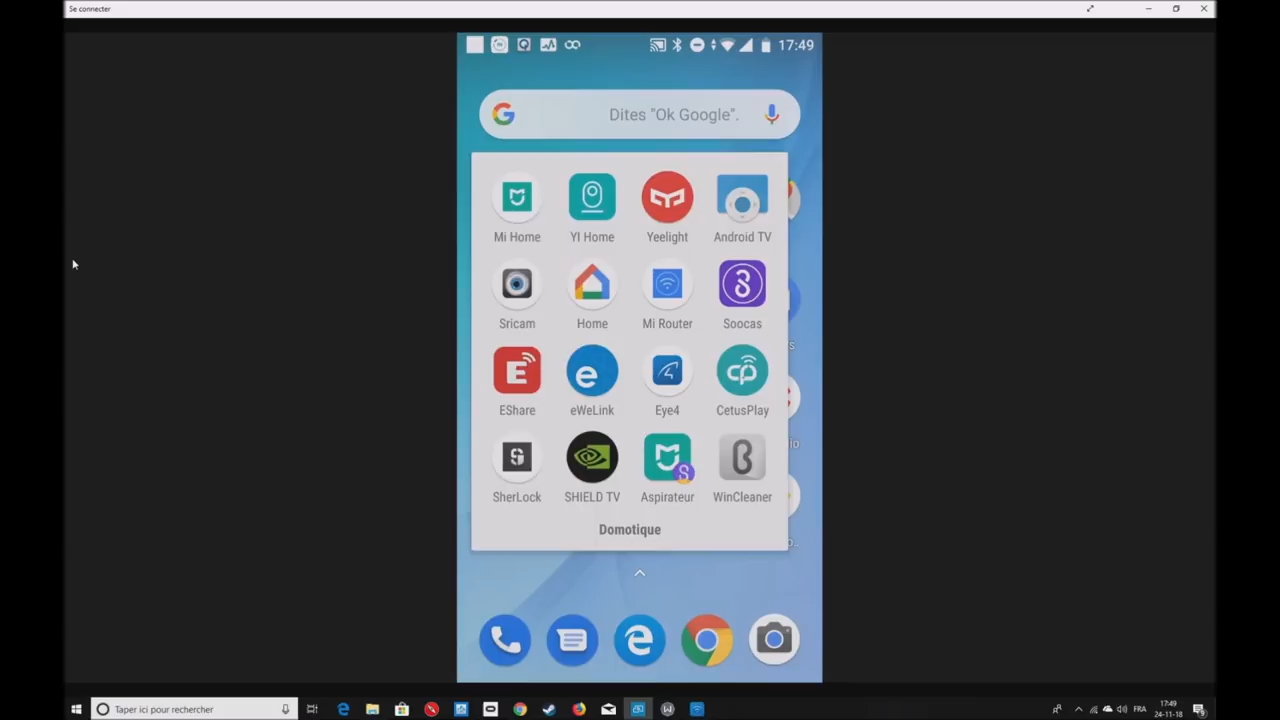 Se connecter
17:49
Dites "Ok Google".
Mi Home YI Home Yeelight Android TV
Sricam Home Mi Router Soocas
EShare eWeLink Eye4 CetusPlay
SherLock SHIELD TV Aspirateur WinCleaner
Domotique
Taper ici pour rechercher
FRA
17:49
24-11-18